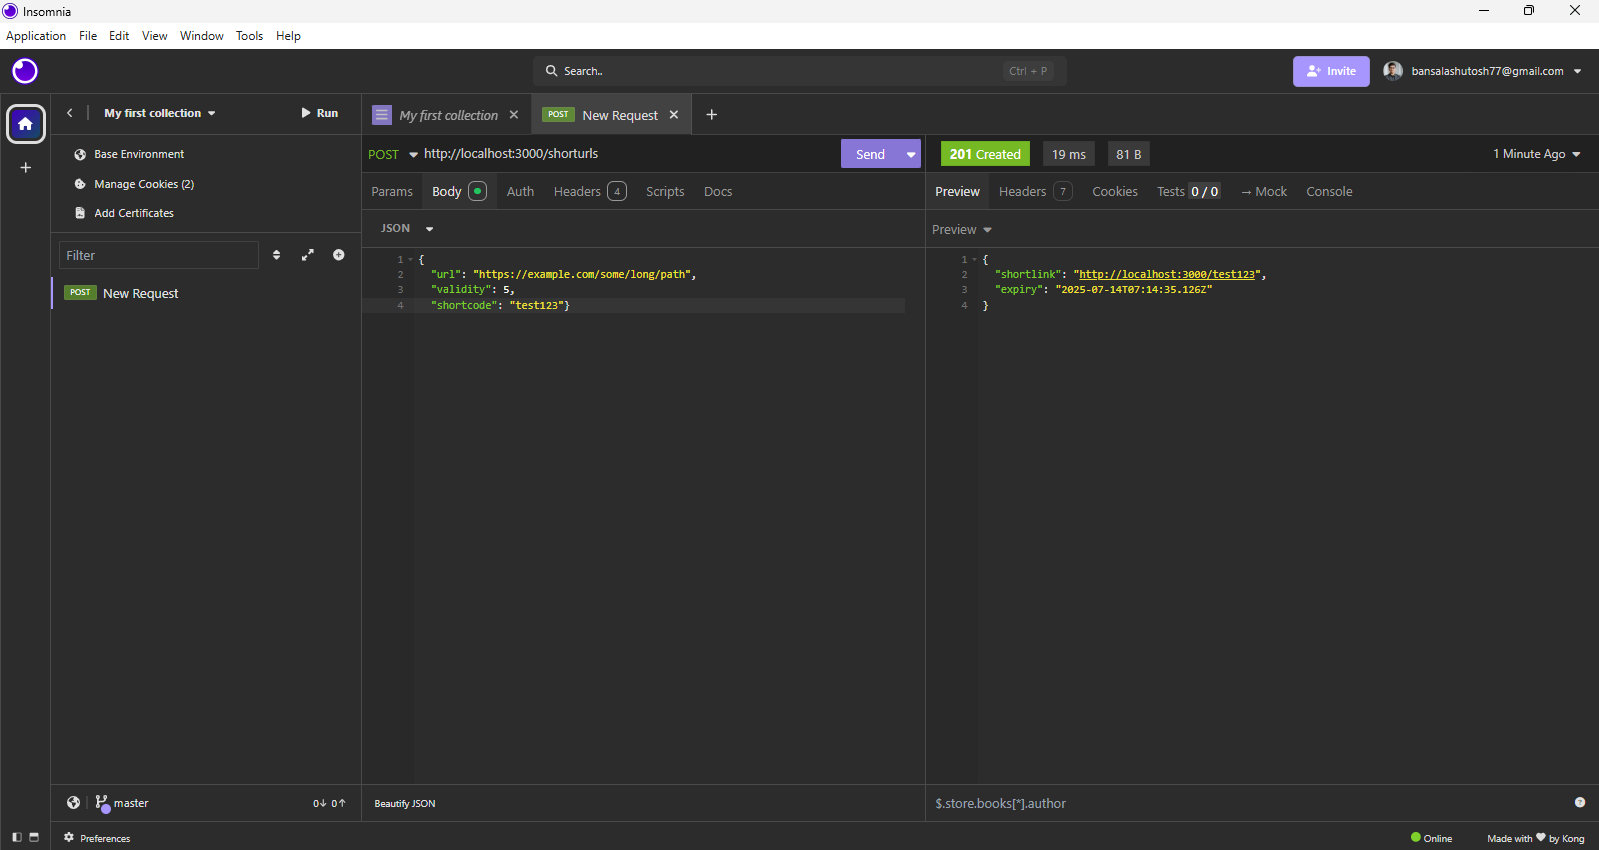 Insomnia
Application File Edit View Window Tools Help
Search.. Ctrl + P Invite bansalashutosh77@gmail.com
My first collection Run
My first collection POST New Request
Base Environment
Manage Cookies (2)
Add Certificates
Filter
POST New Request
POST http://localhost:3000/shorturls Send
Params Body Auth Headers 4 Scripts Docs
JSON
1 {
2 "url": "https://example.com/some/long/path",
3 "validity": 5,
4 "shortcode": "test123"}
201 Created 19 ms 81 B 1 Minute Ago
Preview Headers 7 Cookies Tests 0 / 0 → Mock Console
Preview
1 {
2 "shortlink": "http://localhost:3000/test123",
3 "expiry": "2025-07-14T07:14:35.126Z"
4 }
master 0↓ 0↑
Beautify JSON
$.store.books[*].author ?
Preferences
Online Made with ♥ by Kong